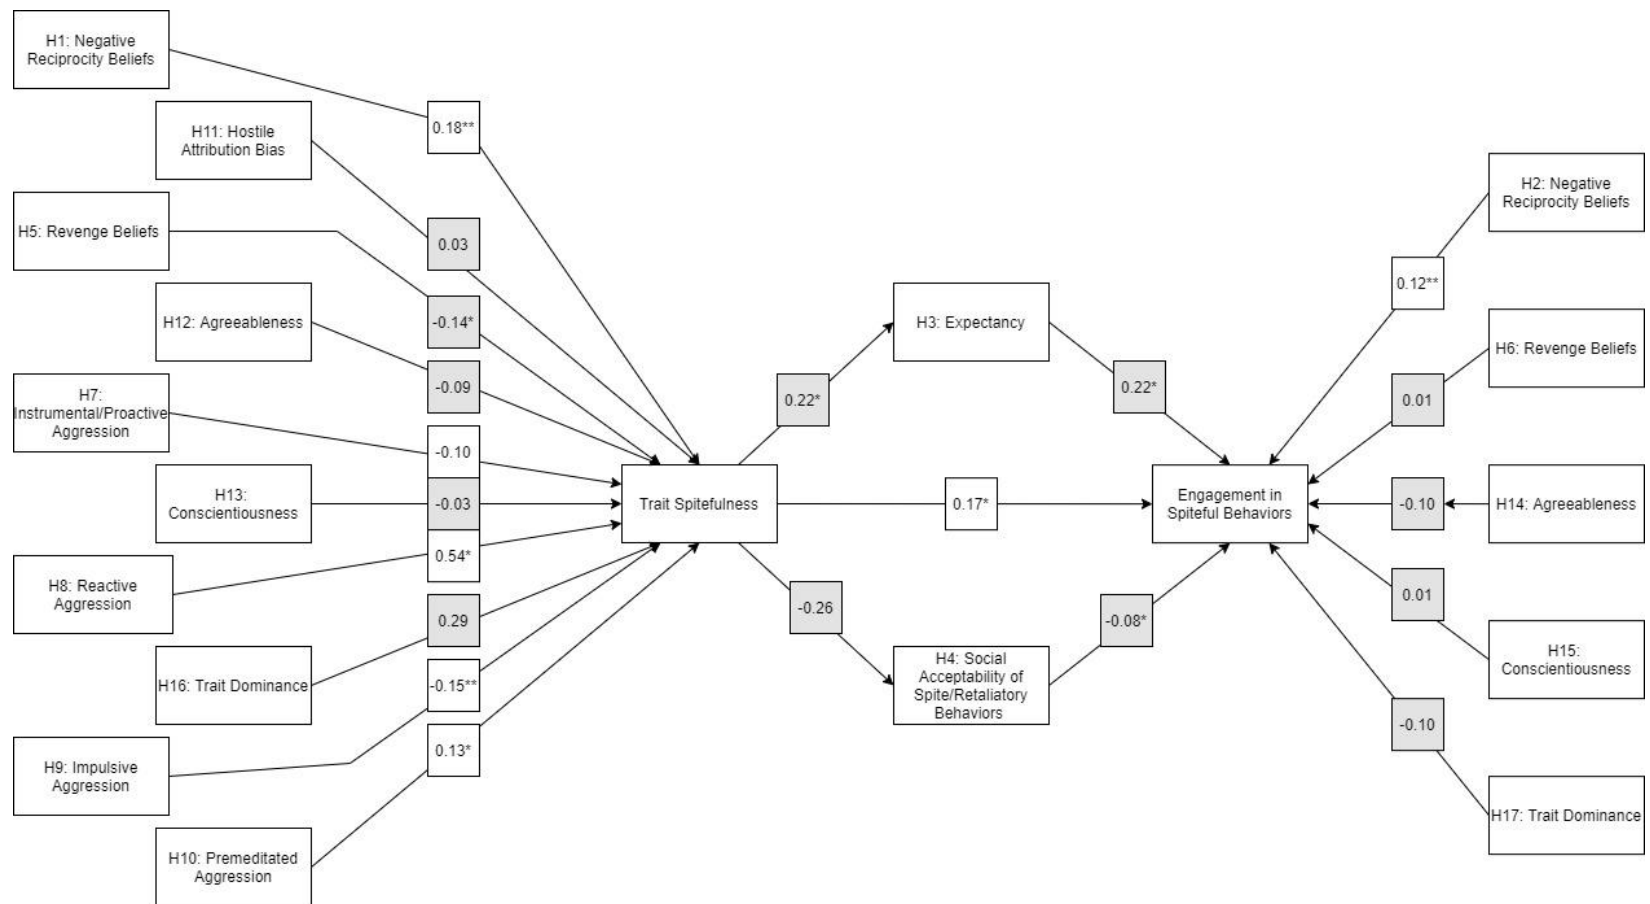 H1: Negative
Reciprocity Beliefs
H11: Hostile
Attribution Bias
H5: Revenge Beliefs
H12: Agreeableness
H7:
Instrumental/Proactive
Aggression
H13:
Conscientiousness
H8: Reactive
Aggression
H16: Trait Dominance
H9: Impulsive
Aggression
H10: Premeditated
Aggression
0.18**
0.03
-0.14*
-0.09
-0.10
-0.03
0.54*
0.29
-0.15**
0.13*
Trait Spitefulness
0.22*
0.17*
-0.26
H3: Expectancy
H4: Social
Acceptability of
Spite/Retaliatory
Behaviors
0.22*
-0.08*
Engagement in
Spiteful Behaviors
0.12**
0.01
-0.10
0.01
-0.10
H2: Negative
Reciprocity Beliefs
H6: Revenge Beliefs
H14: Agreeableness
H15:
Conscientiousness
H17: Trait Dominance